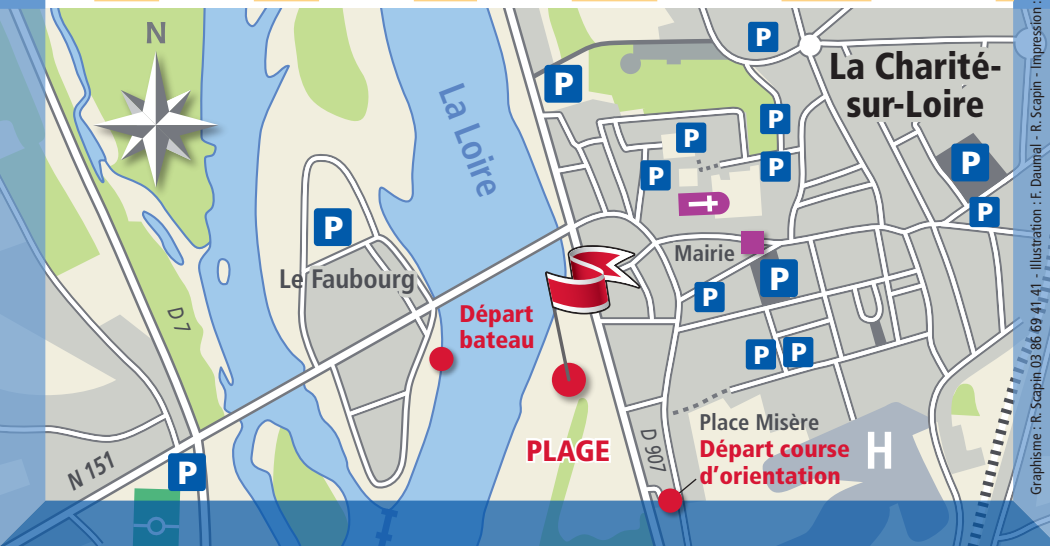 N
P
P
La Charité-
sur-Loire
La Loire
P
P
P
P
P
P
P
Mairie
Le Faubourg
P
P
D 7
Départ
bateau
P
P
PLAGE
Place Misère
Départ course
d'orientation
H
D 907
N 151
P
Graphisme : R. Scapin 03 86 69 41 41 - Illustration : F. Daumal - R. Scapin - Impression :